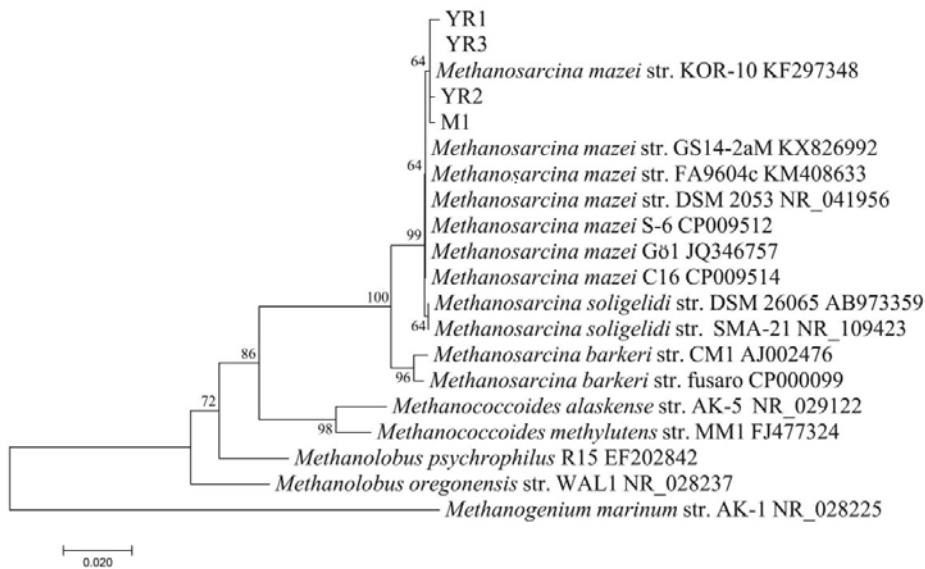 YR1
YR3
64
Methanosarcina mazei str. KOR-10 KF297348
YR2
M1
Methanosarcina mazei str. GS14-2aM KX826992
64
Methanosarcina mazei str. FA9604c KM408633
Methanosarcina mazei str. DSM 2053 NR_041956
Methanosarcina mazei S-6 CP009512
99
Methanosarcina mazei Gö1 JQ346757
Methanosarcina mazei C16 CP009514
100
Methanosarcina soligelidi str. DSM 26065 AB973359
64
Methanosarcina soligelidi str. SMA-21 NR_109423
86
Methanosarcina barkeri str. CM1 AJ002476
96
Methanosarcina barkeri str. fusaro CP000099
72
Methanococcoides alaskense str. AK-5 NR_029122
98
Methanococcoides methylutens str. MM1 FJ477324
Methanolobus psychrophilus R15 EF202842
Methanolobus oregonensis str. WAL1 NR_028237
Methanogenium marinum str. AK-1 NR_028225
0.020